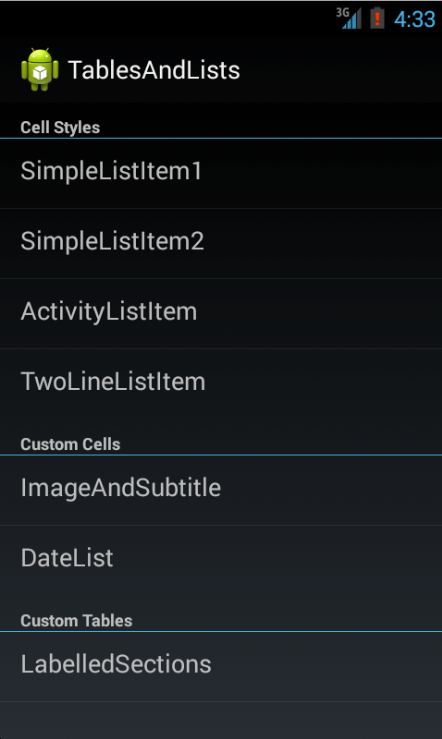 3G 4:33
TablesAndLists
Cell Styles
SimpleListItem1
SimpleListItem2
ActivityListItem
TwoLineListItem
Custom Cells
ImageAndSubtitle
DateList
Custom Tables
LabelledSections